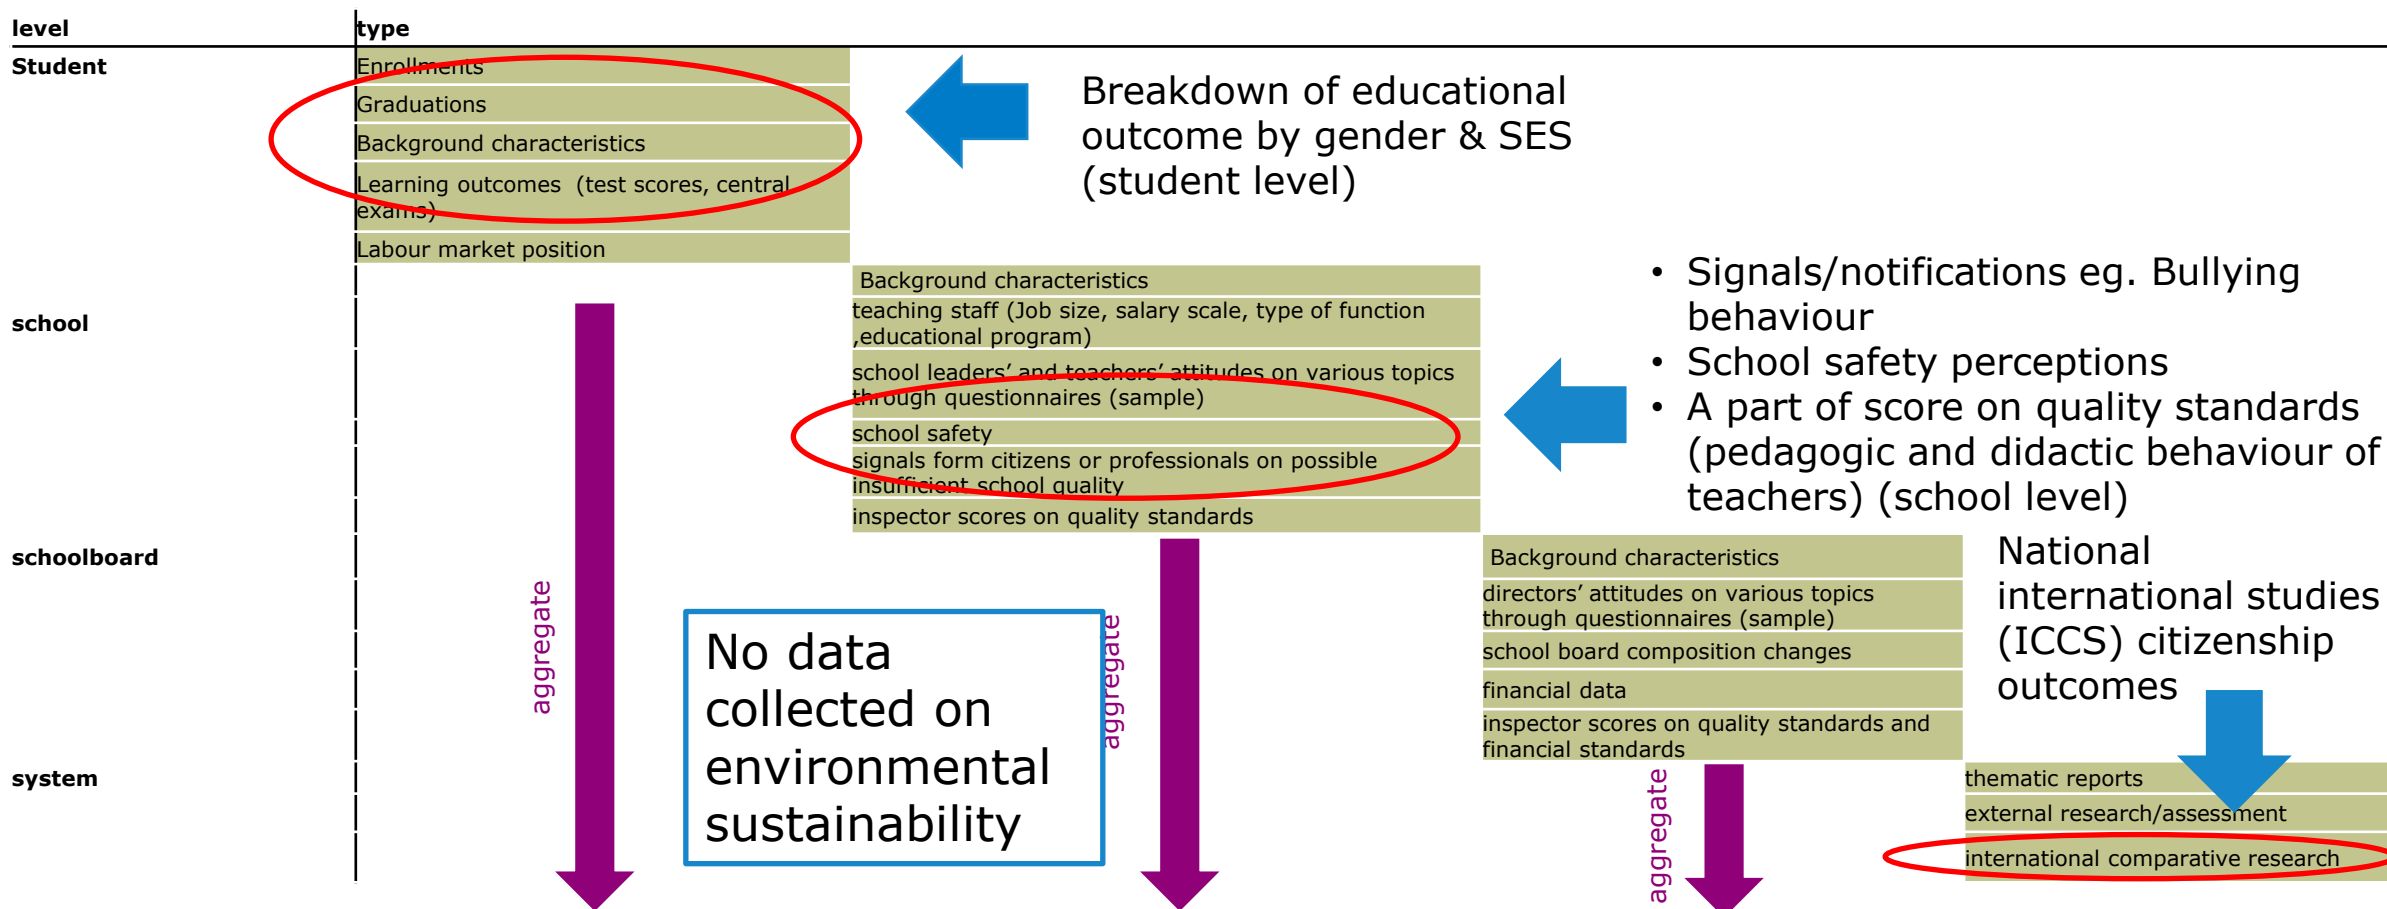 level
type
Student
Enrollments
Graduations
Background characteristics
Learning outcomes (test scores, central
exams)
Labour market position
Breakdown of educational
outcome by gender & SES
(student level)
school
Background characteristics
teaching staff (Job size, salary scale, type of function
,educational program)
school leaders’ and teachers’ attitudes on various topics
through questionnaires (sample)
school safety
signals form citizens or professionals on possible
insufficient school quality
inspector scores on quality standards
• Signals/notifications eg. Bullying
behaviour
• School safety perceptions
• A part of score on quality standards
(pedagogic and didactic behaviour of
teachers) (school level)
schoolboard
Background characteristics
directors’ attitudes on various topics
through questionnaires (sample)
school board composition changes
financial data
inspector scores on quality standards and
financial standards
National
international studies
(ICCS) citizenship
outcomes
aggregate
No data
collected on
environmental
sustainability
aggregate
aggregate
system
thematic reports
external research/assessment
international comparative research